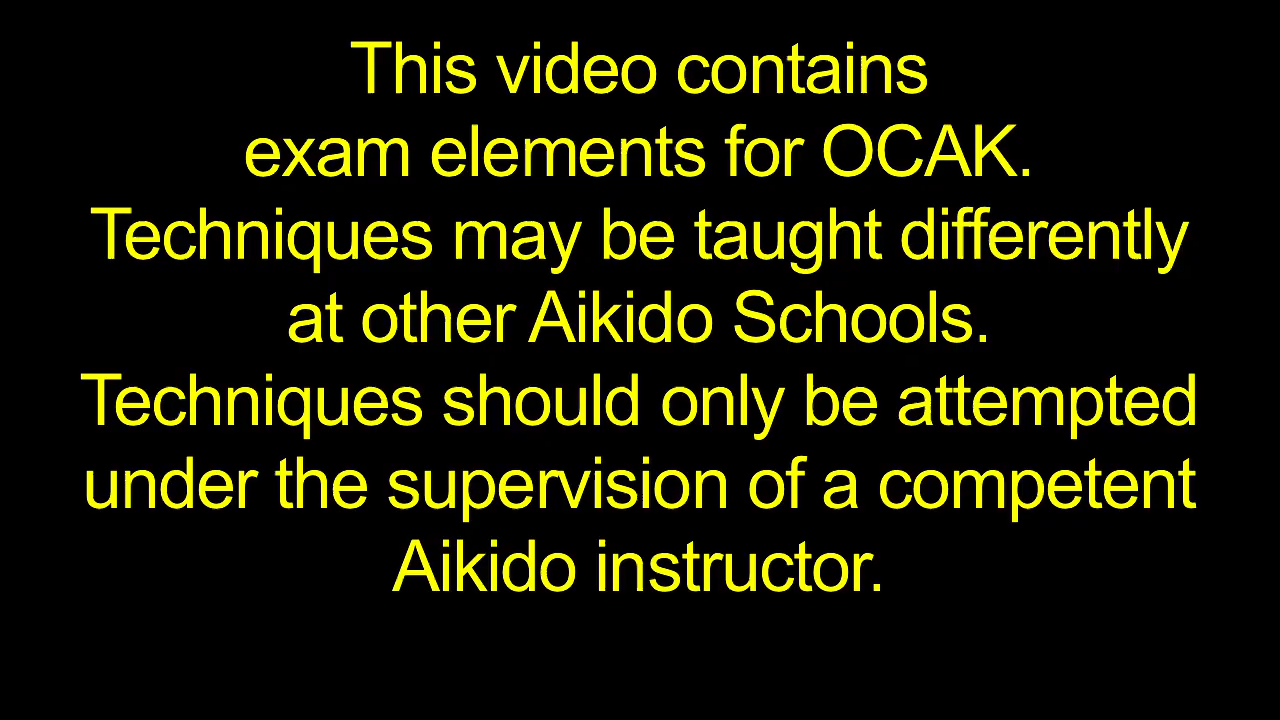 This video contains
exam elements for OCAK.
Techniques may be taught differently
at other Aikido Schools.
Techniques should only be attempted
under the supervision of a competent
Aikido instructor.